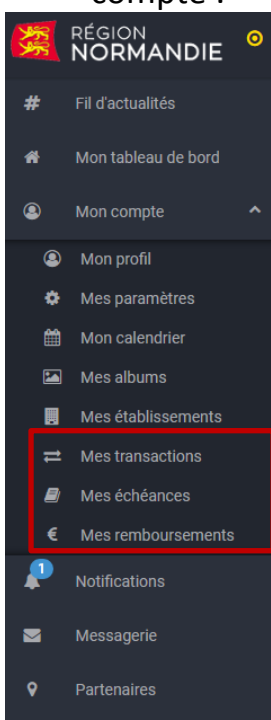 compte :
RÉGION
NORMANDIE
# Fil d'actualités
Mon tableau de bord
Mon compte
Mon profil
Mes paramètres
Mon calendrier
Mes albums
Mes établissements
Mes transactions
Mes échéances
€ Mes remboursements
1
Notifications
Messagerie
Partenaires